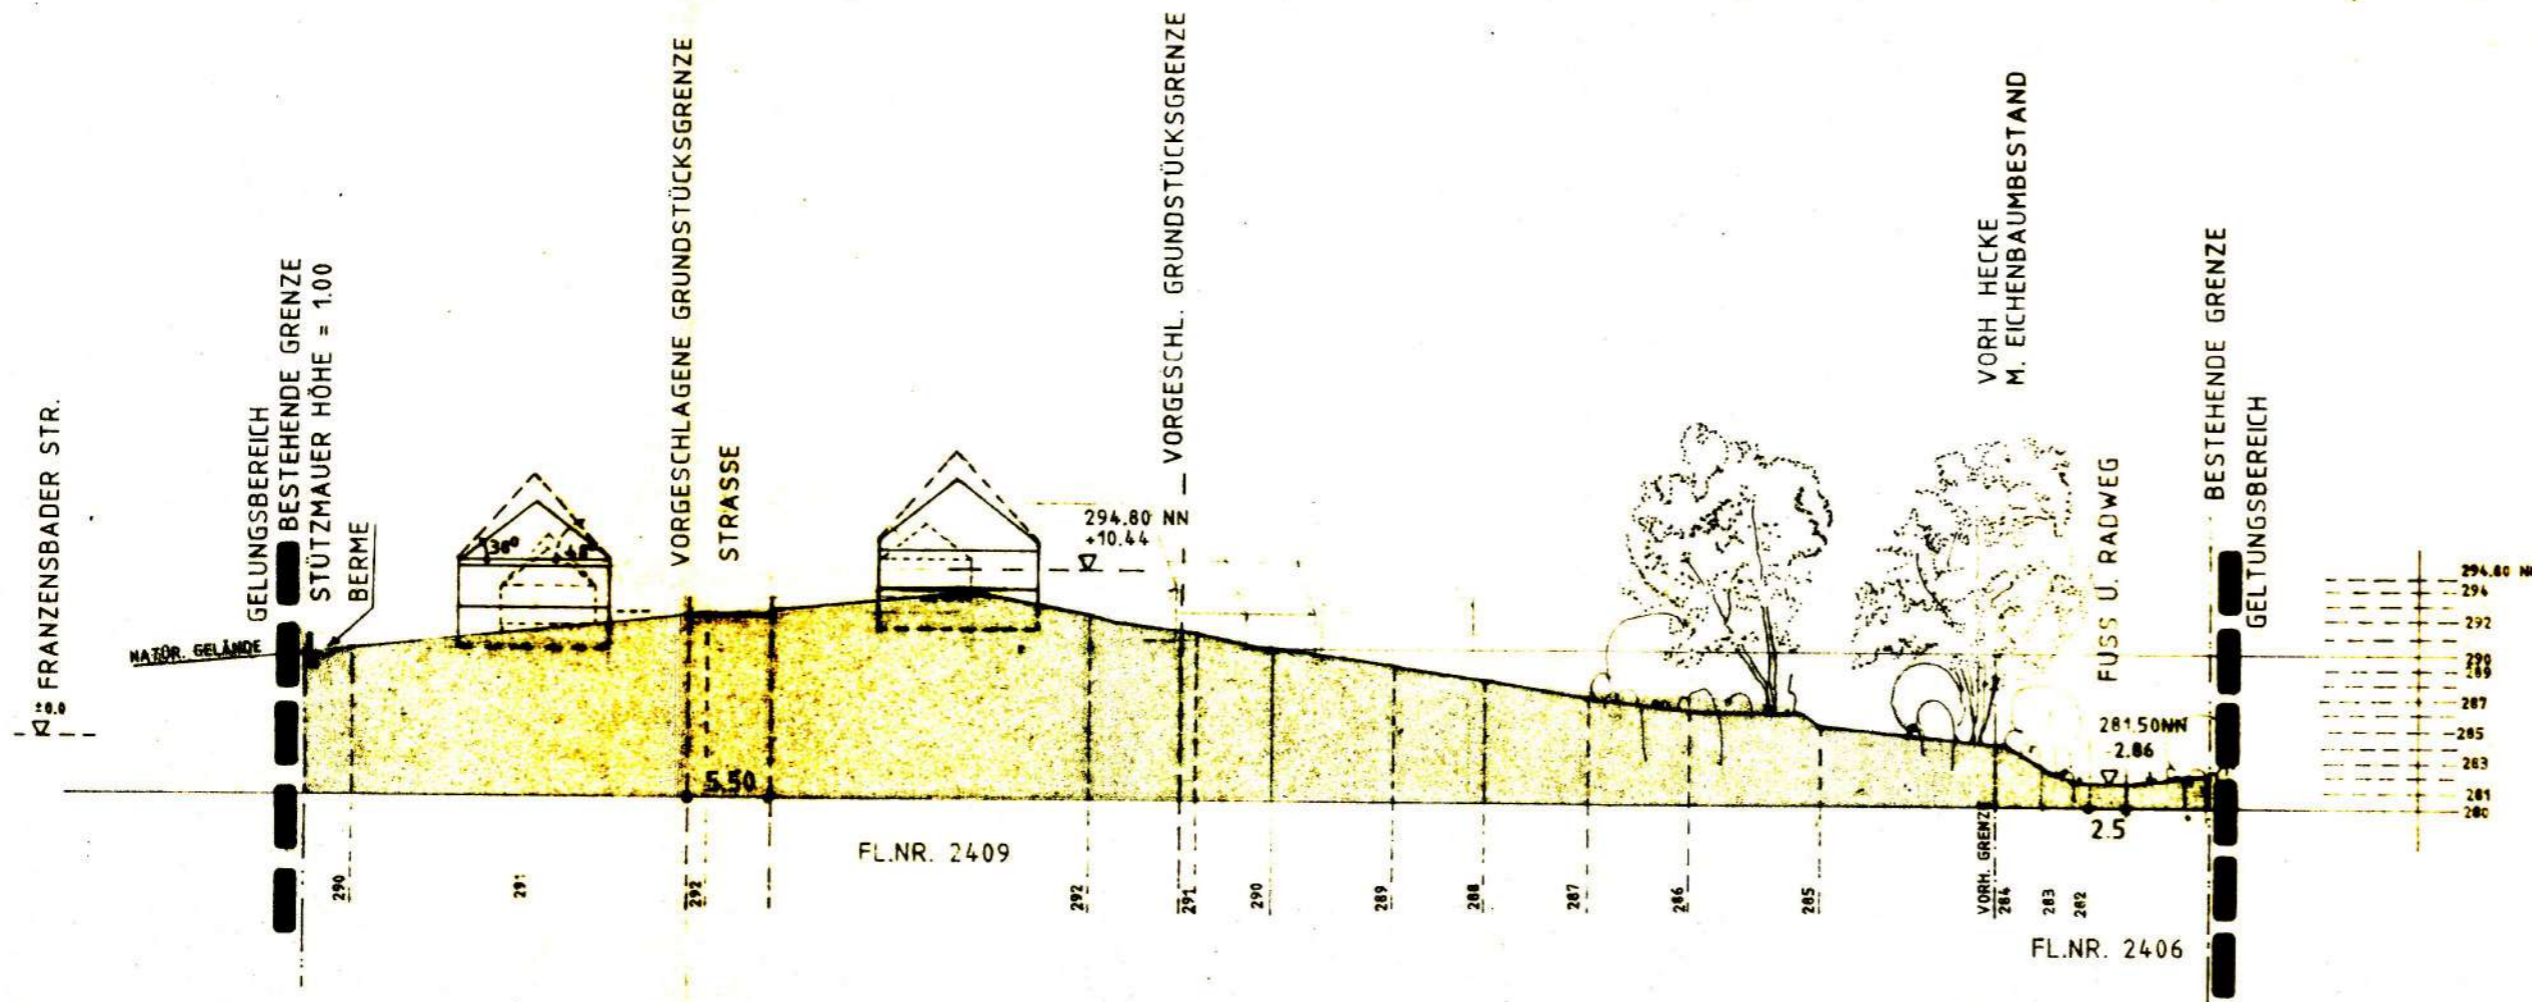 FRANZENSBADER STR.
±0.0
NATÜR. GELÄNDE
GELUNGSBEREICH
BESTEHENDE GRENZE
STÜTZMAUER HÖHE = 1.00
BERME
38°
48°
VORGESCHLAGENE GRUNDSTÜCKSGRENZE
STRASSE
5.50
294.80 NN
+10.44
VORGESCHL. GRUNDSTÜCKSGRENZE
VORH HECKE
M. EICHENBAUMBESTAND
FUSS U. RADWEG
281.50NN
2.86
2.5
BESTEHENDE GRENZE
GELTUNGSBEREICH
294.80 N
294
292
290
289
287
285
283
281
280
FL.NR. 2409
290
291
292
292
291
290
289
288
287
286
285
VORH. GRENZE
284
283
282
FL.NR. 2406